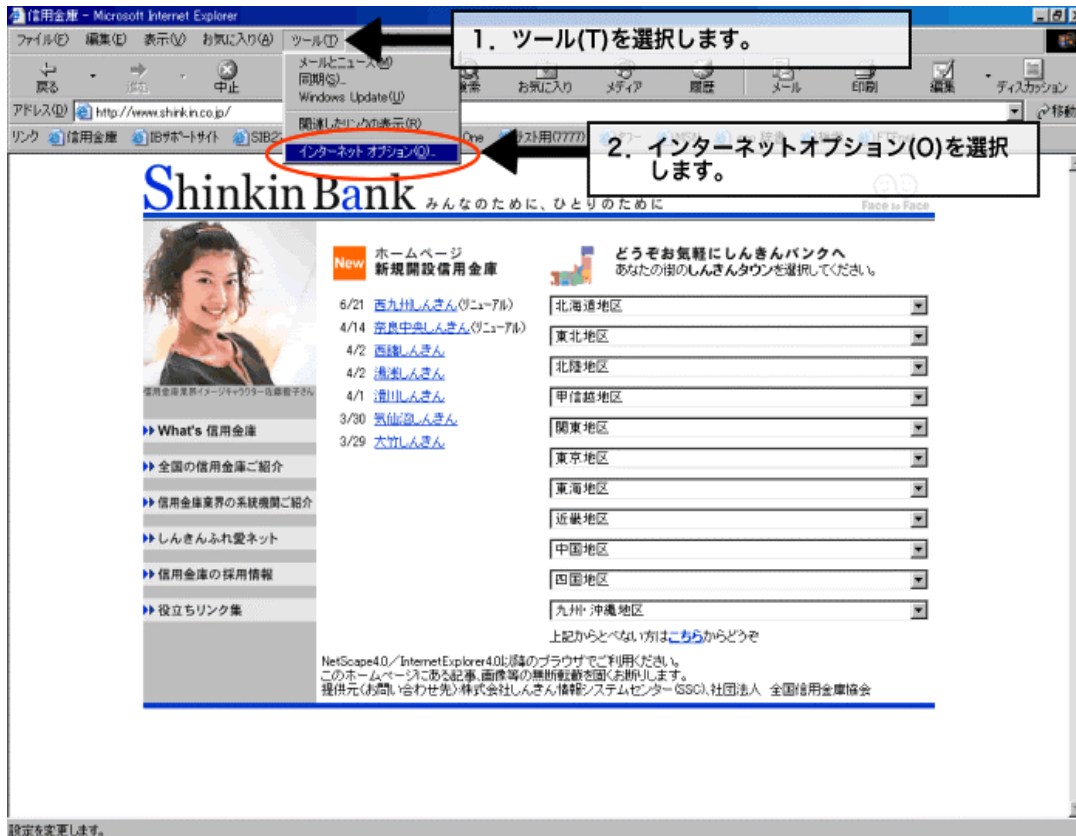 信用金庫 - Microsoft Internet Explorer
ファイル(F) 編集(E) 表示(V) お気に入り(A) ツール(T)
1．ツール(T)を選択します。
メールとニュース(M)
同期(S)...
Windows Update(U)
関連したリンクの表示(R)
インターネット オプション(O)...
戻る 進む 中止 検索 お気に入り メディア 履歴 メール 印刷 編集 ディスカッション
アドレス(D) http://www.shinkin.co.jp/ 移動
リンク 信用金庫 IBサポートサイト
2．インターネットオプション(O)を選択
します。
Shinkin Bank みんなのために、ひとりのために
Face to Face
New ホームページ
新規開設信用金庫
どうぞお気軽にしんきんバンクへ
あなたの街のしんきんタウンを選択してください。
6/21 西九州しんきん(リニューアル)
4/14 奈良中央しんきん(リニューアル)
4/2 西諸しんきん
4/2 湯浅しんきん
4/1 滑川しんきん
3/30 気仙沼しんきん
3/29 大竹しんきん
北海道地区
東北地区
北陸地区
甲信越地区
関東地区
東京地区
東海地区
近畿地区
中国地区
四国地区
九州・沖縄地区
上記からとべない方はこちらからどうぞ
What's 信用金庫
全国の信用金庫ご紹介
信用金庫業界の系統機関ご紹介
しんきんふれ愛ネット
信用金庫の採用情報
役立ちリンク集
NetScape4.0／InternetExplorer4.0以降のブラウザでご利用ください。
このホームページにある記事、画像等の無断転載を固くお断りします。
提供元(お問い合わせ先):株式会社しんきん情報システムセンター(SSC)、社団法人 全国信用金庫協会
設定を変更します。